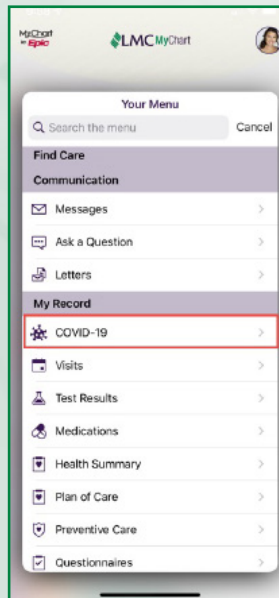 MyChart
by Epic
LMC MyChart
Your Menu
Search the menu
Cancel
Find Care
Communication
Messages
Ask a Question
Letters
My Record
COVID-19
Visits
Test Results
Medications
Health Summary
Plan of Care
Preventive Care
Questionnaires